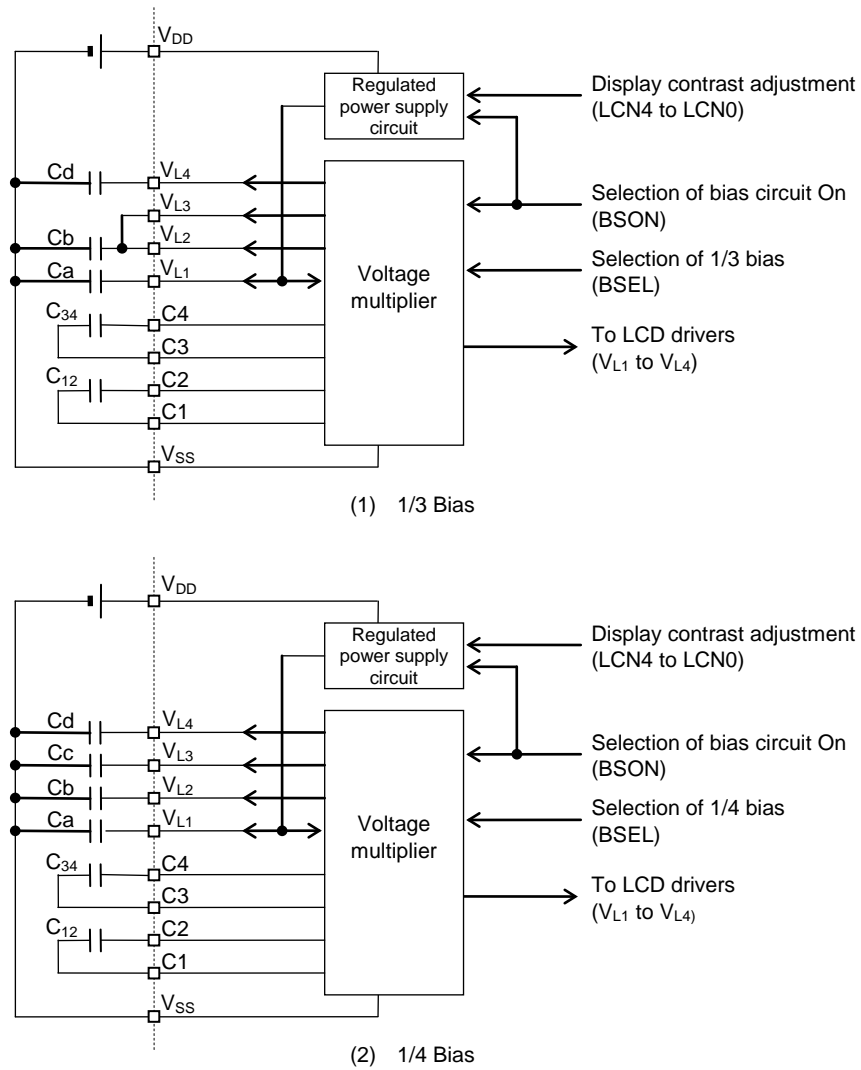 VDD
Regulated
power supply
circuit
Display contrast adjustment
(LCN4 to LCN0)
Cd
VL4
VL3
Cb
VL2
Ca
VL1
Voltage
multiplier
Selection of bias circuit On
(BSON)
Selection of 1/3 bias
(BSEL)
C34
C4
C3
To LCD drivers
(VL1 to VL4)
C12
C2
C1
VSS
(1) 1/3 Bias
VDD
Regulated
power supply
circuit
Display contrast adjustment
(LCN4 to LCN0)
Cd
VL4
Cc
VL3
Cb
VL2
Ca
VL1
Voltage
multiplier
Selection of bias circuit On
(BSON)
Selection of 1/4 bias
(BSEL)
C34
C4
C3
To LCD drivers
(VL1 to VL4)
C12
C2
C1
VSS
(2) 1/4 Bias